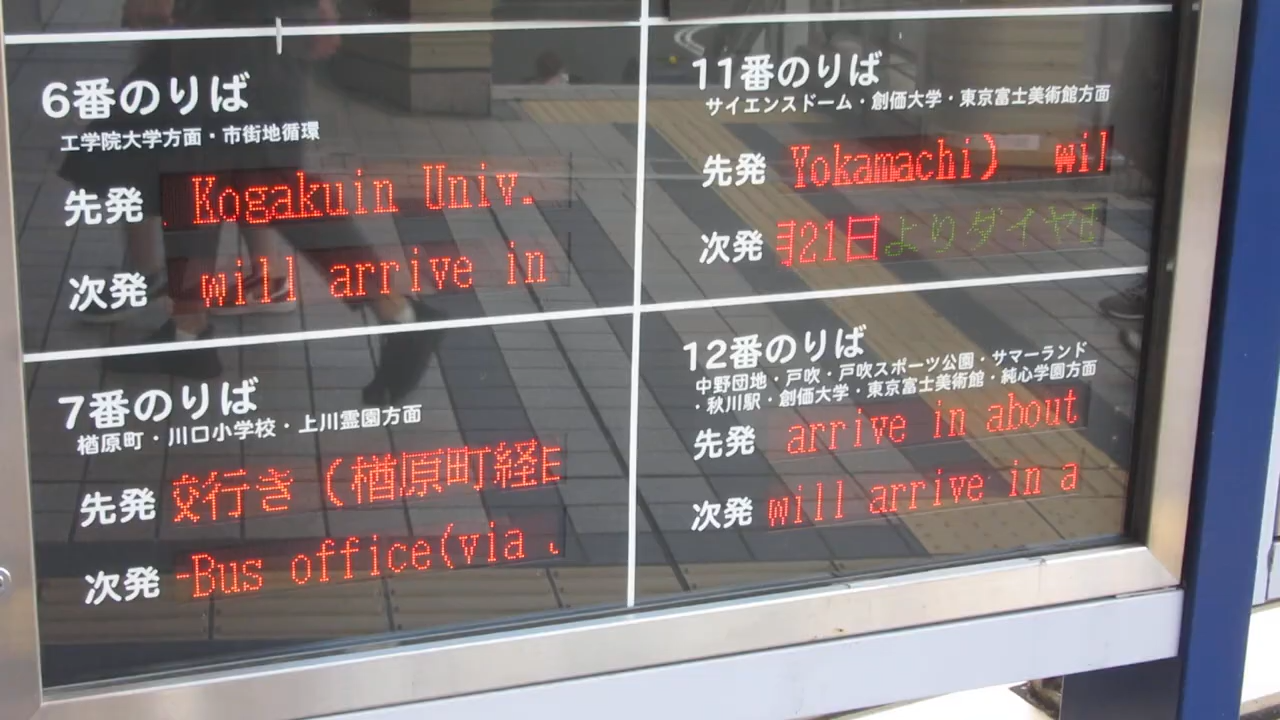 6番のりば
工学院大学方面・市街地循環
先発 Kogakuin Univ.
次発 will arrive in
7番のりば
楢原町・川口小学校・上川霊園方面
先発 行き（楢原町経
次発 -Bus office(via
11番のりば
サイエンスドーム・創価大学・東京富士美術館方面
先発 Yokamachi) wil
次発 21日よりダイヤ
12番のりば
中野団地・戸吹・戸吹スポーツ公園・サマーランド
・秋川駅・創価大学・東京富士美術館・純心学園方面
先発 arrive in about
次発 will arrive in a